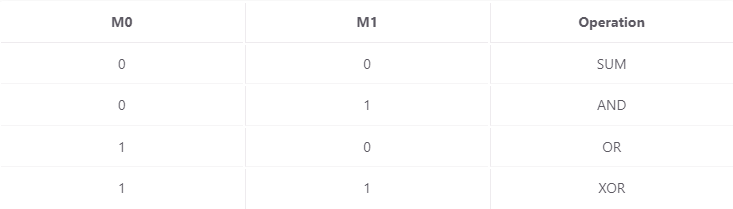 M0 M1 Operation
0 0 SUM
0 1 AND
1 0 OR
1 1 XOR